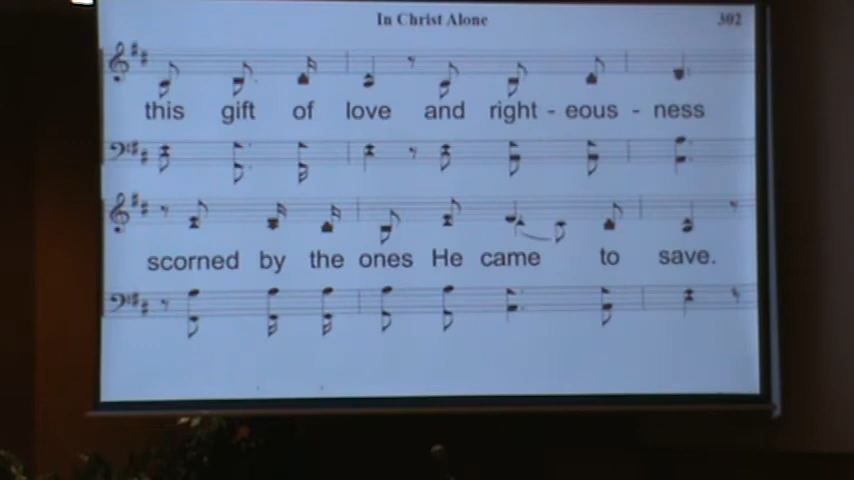 In Christ Alone 302
this gift of love and right - eous - ness
scorned by the ones He came to save.